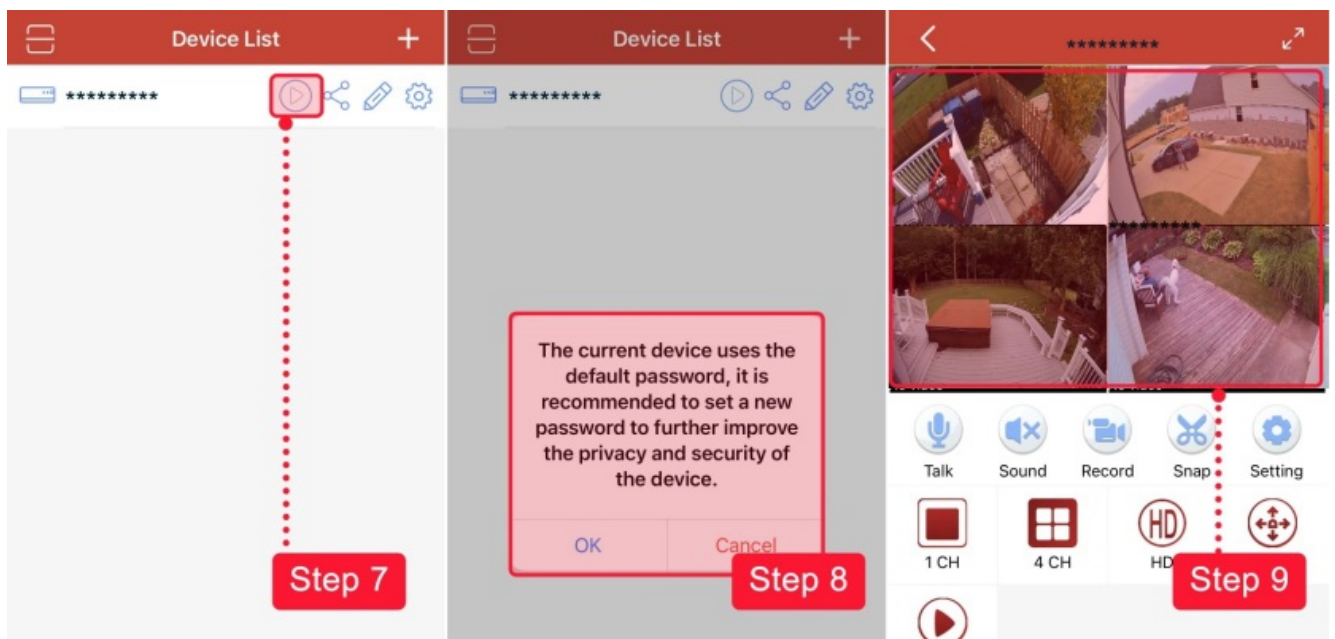 Device List
+
*********
Step 7
Device List
+
*********
The current device uses the
default password, it is
recommended to set a new
password to further improve
the privacy and security of
the device.
OK
Cancel
Step 8
*********
*********
Talk
Sound
Record
Snap
Setting
1 CH
4 CH
HD
HD
Step 9